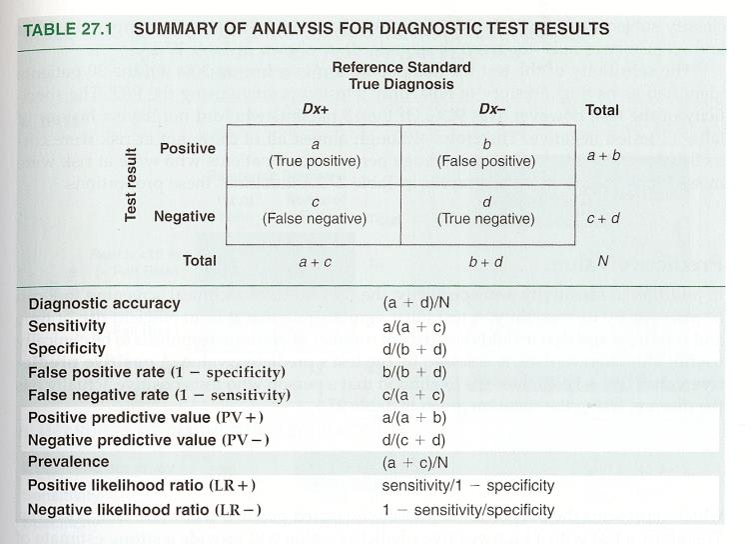 TABLE 27.1 SUMMARY OF ANALYSIS FOR DIAGNOSTIC TEST RESULTS
Reference Standard
True Diagnosis
Dx+ Dx– Total
Test result
Positive a b a + b
(True positive) (False positive)
Negative c d c + d
(False negative) (True negative)
Total a + c b + d N
Diagnostic accuracy (a + d)/N
Sensitivity a/(a + c)
Specificity d/(b + d)
False positive rate (1 – specificity) b/(b + d)
False negative rate (1 – sensitivity) c/(a + c)
Positive predictive value (PV+) a/(a + b)
Negative predictive value (PV–) d/(c + d)
Prevalence (a + c)/N
Positive likelihood ratio (LR+) sensitivity/1 – specificity
Negative likelihood ratio (LR–) 1 – sensitivity/specificity